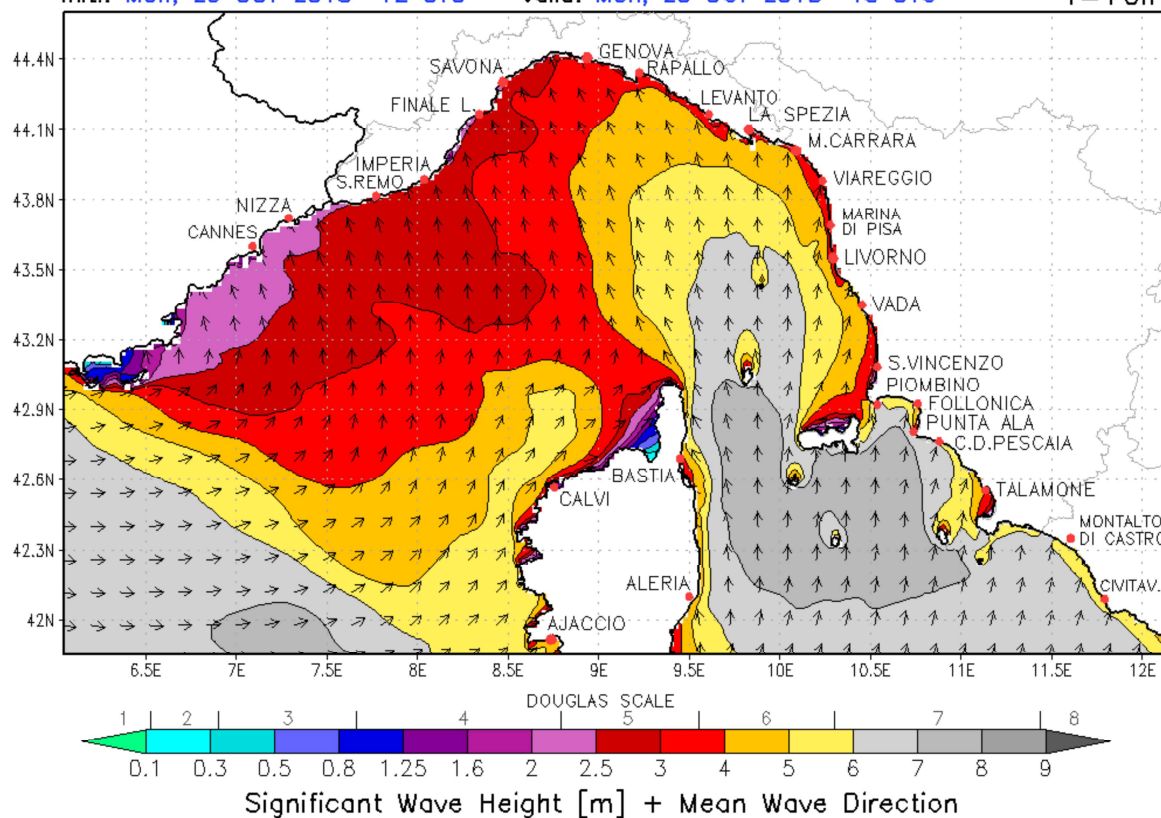 44.4N
44.1N
43.8N
43.5N
43.2N
42.9N
42.6N
42.3N
42N
GENOVA
SAVONA
RAPALLO
FINALE L.
LEVANTO
LA SPEZIA
M.CARRARA
IMPERIA
S.REMO
VIAREGGIO
NIZZA
MARINA
DI PISA
CANNES
LIVORNO
VADA
S.VINCENZO
PIOMBINO
FOLLONICA
PUNTA ALA
C.D.PESCAIA
BASTIA
CALVI
TALAMONE
MONTALTO
DI CASTRO
ALERIA
CIVITAV.
AJACCIO
6.5E 7E 7.5E 8E 8.5E 9E 9.5E 10E 10.5E 11E 11.5E 12E
DOUGLAS SCALE
1 2 3 4 5 6 7 8
0.1 0.3 0.5 0.8 1.25 1.6 2 2.5 3 4 5 6 7 8 9
Significant Wave Height [m] + Mean Wave Direction